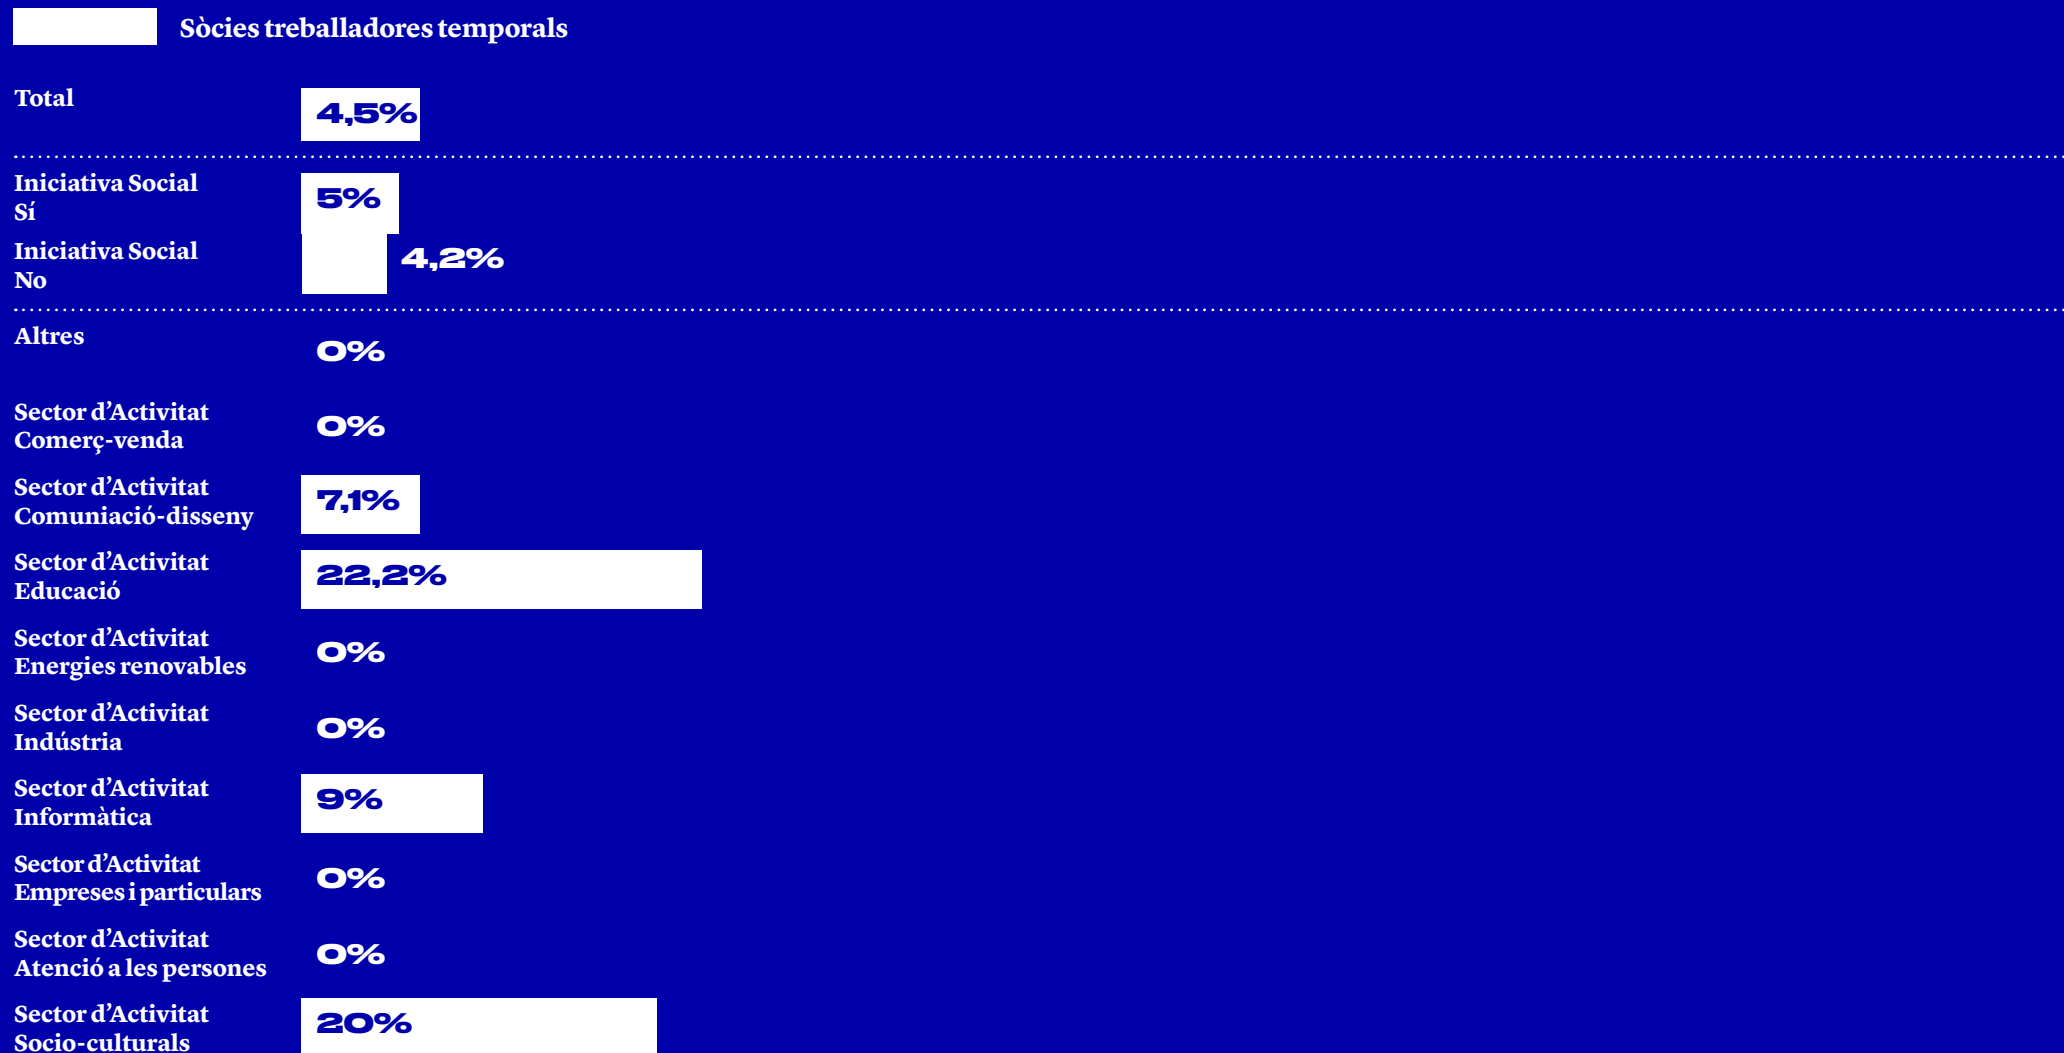 Sòcies treballadores temporals
Total
4,5%
Iniciativa Social
Sí
5%
Iniciativa Social
No
4,2%
Altres
0%
Sector d’Activitat
Comerç-venda
0%
Sector d’Activitat
Comuniació-disseny
7,1%
Sector d’Activitat
Educació
22,2%
Sector d’Activitat
Energies renovables
0%
Sector d’Activitat
Indústria
0%
Sector d’Activitat
Informàtica
9%
Sector d’Activitat
Empreses i particulars
0%
Sector d’Activitat
Atenció a les persones
0%
Sector d’Activitat
Socio-culturals
20%